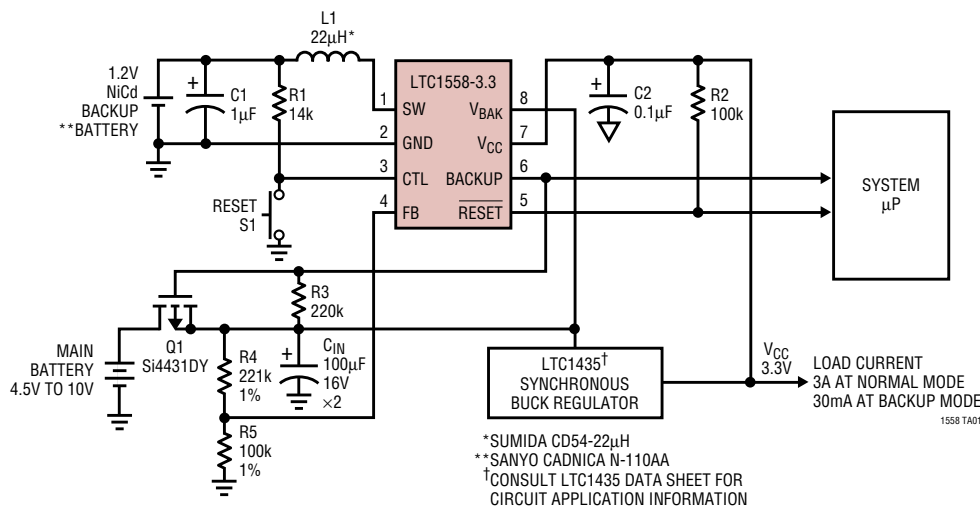 L1
22µH*
1.2V
NiCd
BACKUP
**BATTERY
+
C1
1µF
R1
14k
LTC1558-3.3
1
SW
2
GND
3
CTL
4
FB
8
VBAK
7
VCC
6
BACKUP
5
RESET
+
C2
0.1µF
R2
100k
SYSTEM
µP
RESET
S1
R3
220k
Q1
Si4431DY
MAIN
BATTERY
4.5V TO 10V
R4
221k
1%
+
CIN
100µF
16V
×2
R5
100k
1%
LTC1435†
SYNCHRONOUS
BUCK REGULATOR
VCC
3.3V
LOAD CURRENT
3A AT NORMAL MODE
30mA AT BACKUP MODE
1558 TA01
*SUMIDA CD54-22µH
**SANYO CADNICA N-110AA
†CONSULT LTC1435 DATA SHEET FOR
CIRCUIT APPLICATION INFORMATION